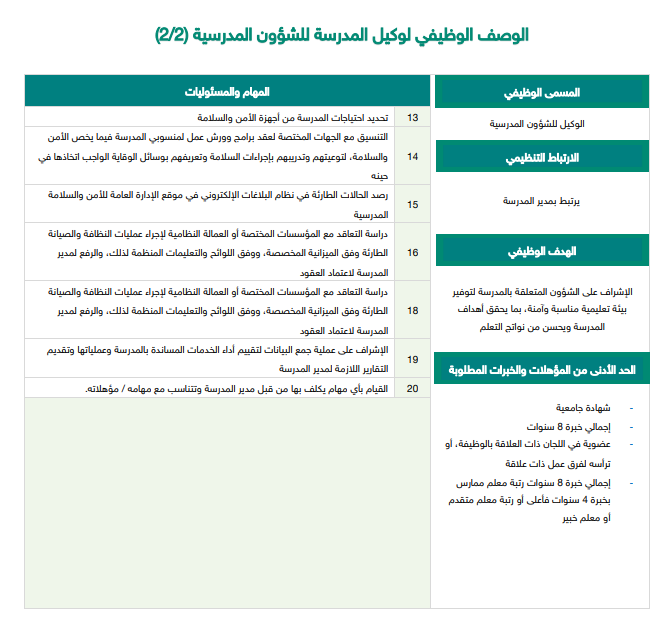 الوصف الوظيفي لوكيل المدرسة للشؤون المدرسية (2/2)
المسمى الوظيفي
الوكيل للشؤون المدرسية
الارتباط التنظيمي
يرتبط بمدير المدرسة
الهدف الوظيفي
الإشراف على الشؤون المتعلقة بالمدرسة لتوفير
بيئة تعليمية مناسبة وآمنة، بما يحقق أهداف
المدرسة ويحسن من نواتج التعلم
الحد الأدنى من المؤهلات والخبرات المطلوبة
- شهادة جامعية
- إجمالي خبرة 8 سنوات
- عضوية في اللجان ذات العلاقة بالوظيفة، أو
ترأسه لفرق عمل ذات علاقة
- إجمالي خبرة 8 سنوات رتبة معلم ممارس
بخبرة 4 سنوات فأعلى أو رتبة معلم متقدم
أو معلم خبير
المهام والمسئوليات
13 تحديد احتياجات المدرسة من أجهزة الأمن والسلامة
التنسيق مع الجهات المختصة لعقد برامج وورش عمل لمنسوبي المدرسة فيما يخص الأمن
14 والسلامة، لتوعيتهم وتدريبهم بإجراءات السلامة وتعريفهم بوسائل الوقاية الواجب اتخاذها في
حينه
رصد الحالات الطارئة في نظام البلاغات الإلكتروني في موقع الإدارة العامة للأمن والسلامة
15 المدرسية
دراسة التعاقد مع المؤسسات المختصة أو العمالة النظامية لإجراء عمليات النظافة والصيانة
16 الطارئة وفق الميزانية المخصصة، ووفق اللوائح والتعليمات المنظمة لذلك، والرفع لمدير
المدرسة لاعتماد العقود
دراسة التعاقد مع المؤسسات المختصة أو العمالة النظامية لإجراء عمليات النظافة والصيانة
18 الطارئة وفق الميزانية المخصصة، ووفق اللوائح والتعليمات المنظمة لذلك، والرفع لمدير
المدرسة لاعتماد العقود
الإشراف على عملية جمع البيانات لتقييم أداء الخدمات المساندة بالمدرسة وعملياتها وتقديم
19 التقارير اللازمة لمدير المدرسة
20 القيام بأي مهام يكلف بها من قبل مدير المدرسة وتتناسب مع مهامه / مؤهلاته.